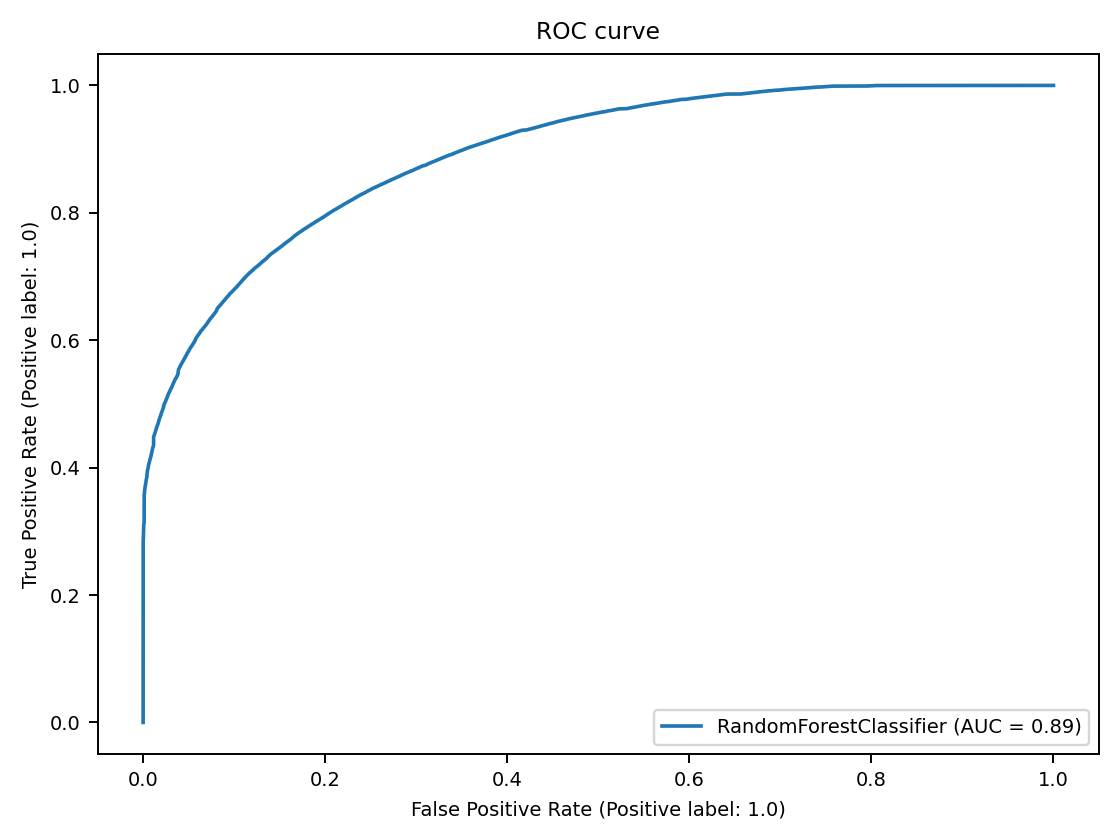 ROC curve
True Positive Rate (Positive label: 1.0)
1.0
0.8
0.6
0.4
0.2
0.0
RandomForestClassifier (AUC = 0.89)
0.0 0.2 0.4 0.6 0.8 1.0
False Positive Rate (Positive label: 1.0)